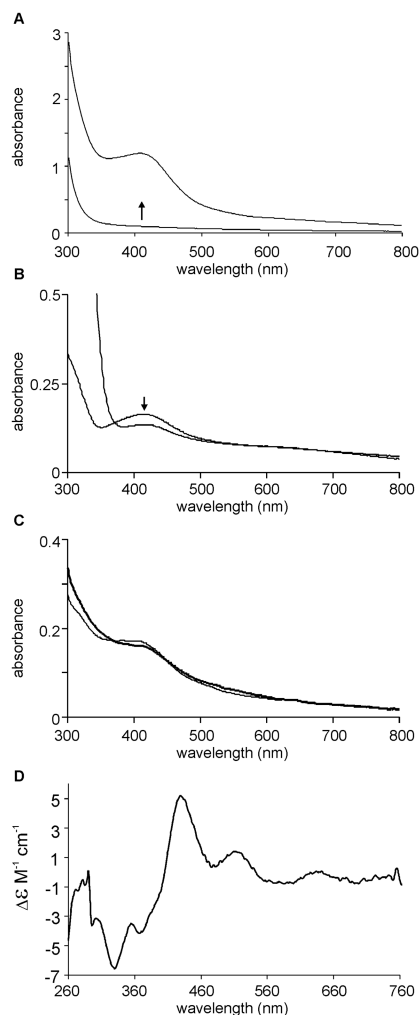 A
3
2
1
0
absorbance
300 400 500 600 700 800
wavelength (nm)
B
0.5
0.25
0
absorbance
300 400 500 600 700 800
wavelength (nm)
C
0.4
0.2
0
absorbance
300 400 500 600 700 800
wavelength (nm)
D
5
3
1
-1
-3
-5
-7
Δε M⁻¹ cm⁻¹
260 360 460 560 660 760
wavelength (nm)